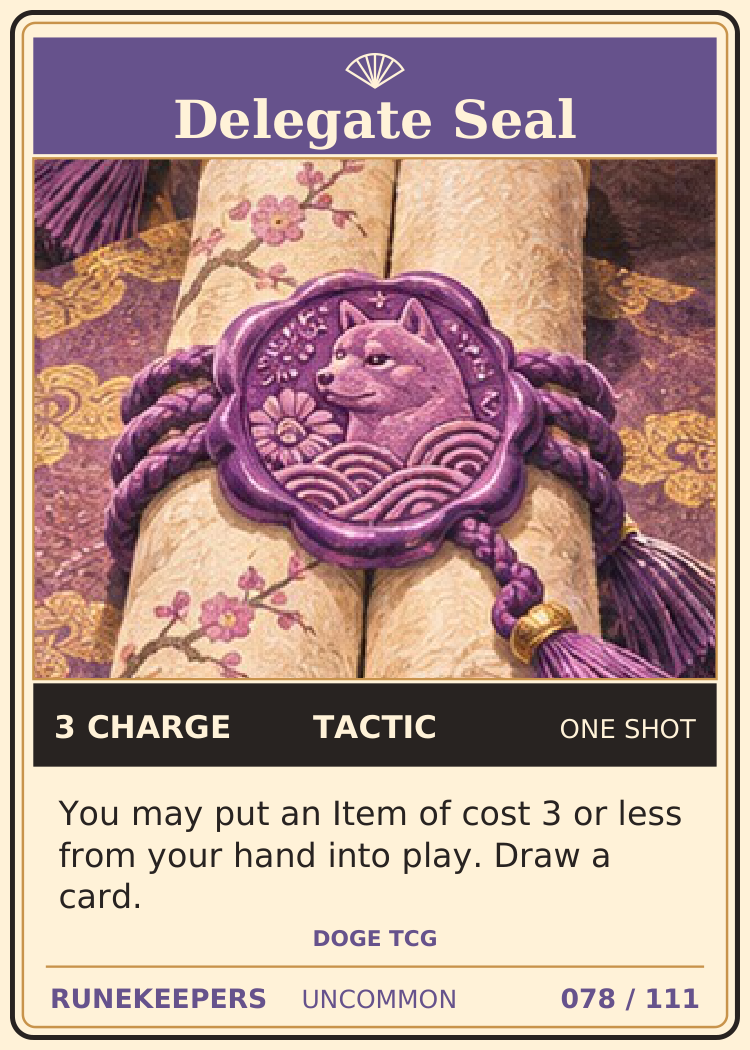 Delegate Seal
3 CHARGE TACTIC ONE SHOT
You may put an Item of cost 3 or less
from your hand into play. Draw a
card.
DOGE TCG
RUNEKEEPERS UNCOMMON 078 / 111